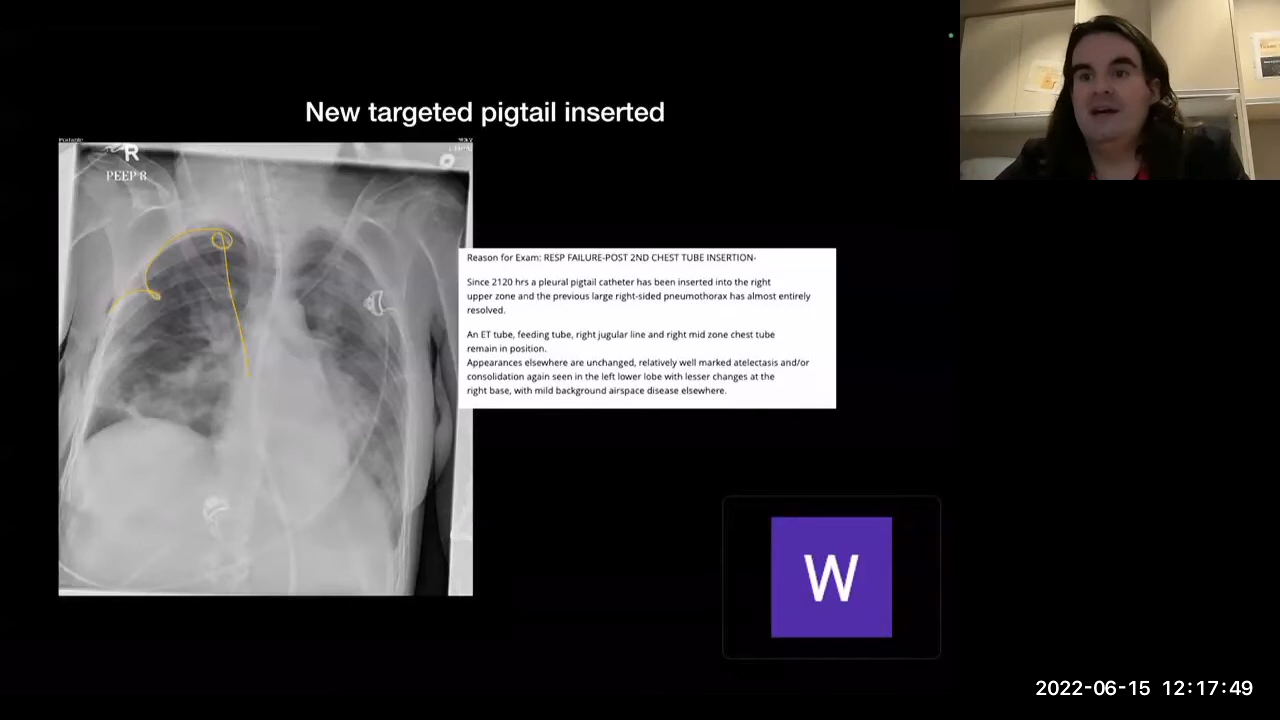 New targeted pigtail inserted
Portable
R
PEEP 8
Reason for Exam: RESP FAILURE-POST 2ND CHEST TUBE INSERTION-
Since 2120 hrs a pleural pigtail catheter has been inserted into the right
upper zone and the previous large right-sided pneumothorax has almost entirely
resolved.
An ET tube, feeding tube, right jugular line and right mid zone chest tube
remain in position.
Appearances elsewhere are unchanged, relatively well marked atelectasis and/or
consolidation again seen in the left lower lobe with lesser changes at the
right base, with mild background airspace disease elsewhere.
W
2022-06-15 12:17:49